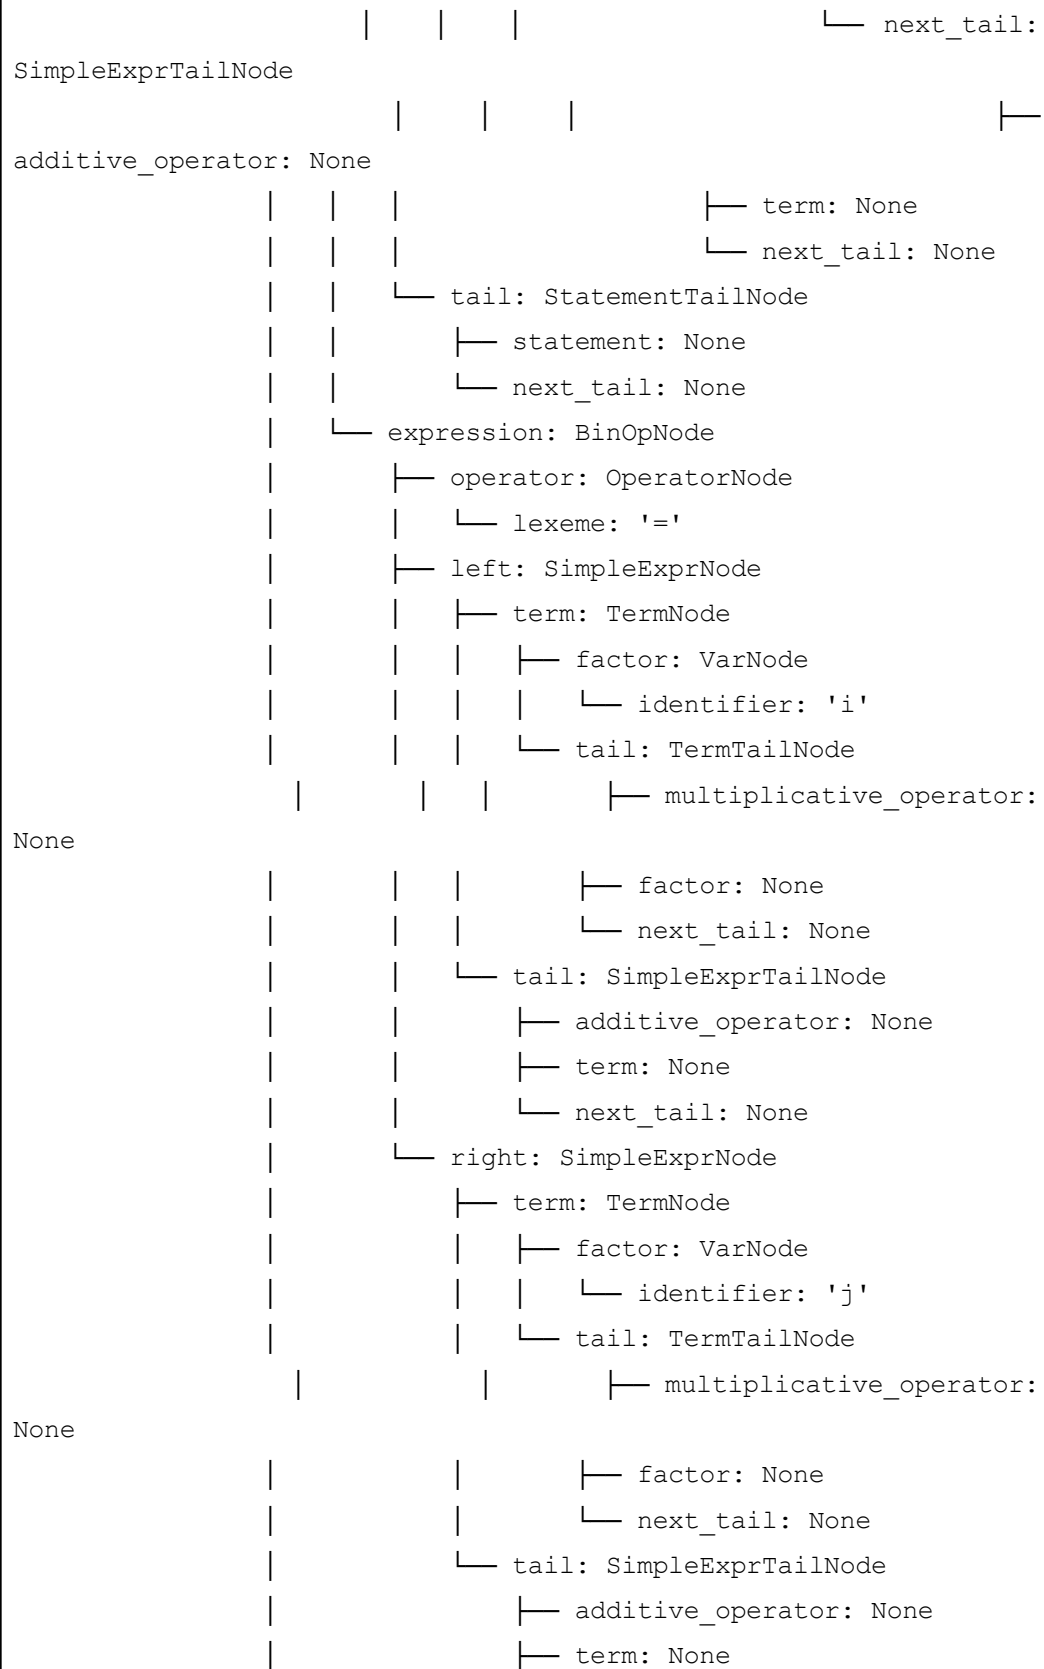 │ │ │ └── next_tail:
SimpleExprTailNode
│ │ │ ├──
additive_operator: None
│ │ │ ├── term: None
│ │ │ └── next_tail: None
│ │ └── tail: StatementTailNode
│ │ ├── statement: None
│ │ └── next_tail: None
│ └── expression: BinOpNode
│ ├── operator: OperatorNode
│ │ └── lexeme: '='
│ ├── left: SimpleExprNode
│ │ ├── term: TermNode
│ │ │ ├── factor: VarNode
│ │ │ │ └── identifier: 'i'
│ │ │ └── tail: TermTailNode
│ │ │ ├── multiplicative_operator:
None
│ │ │ ├── factor: None
│ │ │ └── next_tail: None
│ │ └── tail: SimpleExprTailNode
│ │ ├── additive_operator: None
│ │ ├── term: None
│ │ └── next_tail: None
│ └── right: SimpleExprNode
│ ├── term: TermNode
│ │ ├── factor: VarNode
│ │ │ └── identifier: 'j'
│ │ └── tail: TermTailNode
│ │ ├── multiplicative_operator:
None
│ │ ├── factor: None
│ │ └── next_tail: None
│ └── tail: SimpleExprTailNode
│ ├── additive_operator: None
│ ├── term: None